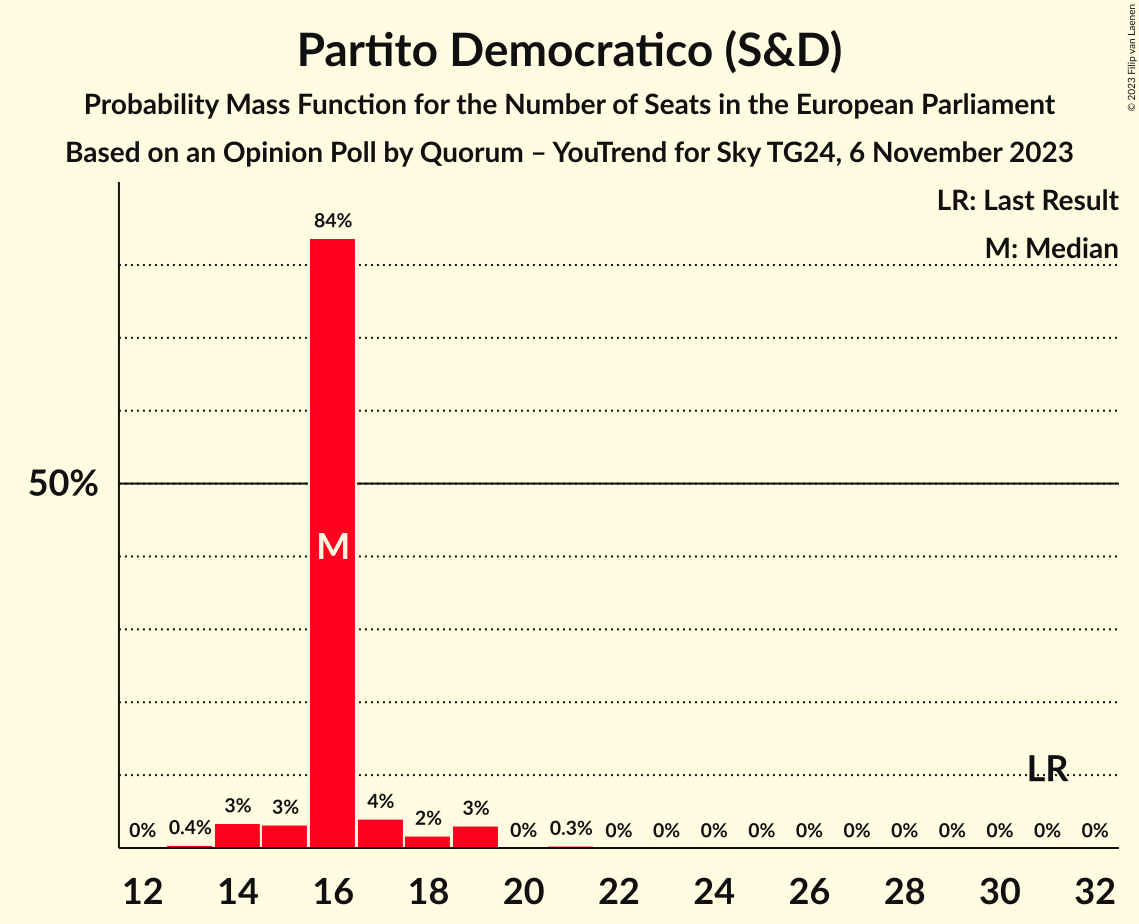 Partito Democratico (S&D)
Probability Mass Function for the Number of Seats in the European Parliament
Based on an Opinion Poll by Quorum – YouTrend for Sky TG24, 6 November 2023
© 2023 Filip van Laenen
LR: Last Result
M: Median
84%
50%
M
LR
0% 0.4% 3% 3% 4% 2% 3% 0% 0.3% 0% 0% 0% 0% 0% 0% 0% 0% 0% 0% 0%
12 14 16 18 20 22 24 26 28 30 32